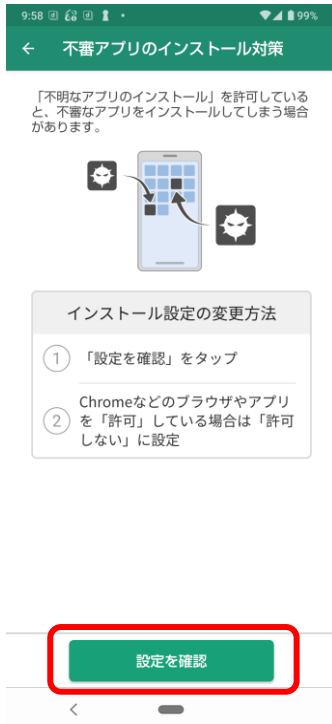 9:58 99%
不審アプリのインストール対策
「不明なアプリのインストール」を許可している
と、不審なアプリをインストールしてしまう場合
があります。
インストール設定の変更方法
1 「設定を確認」をタップ
Chromeなどのブラウザやアプリ
2 を「許可」している場合は「許可
しない」に設定
設定を確認